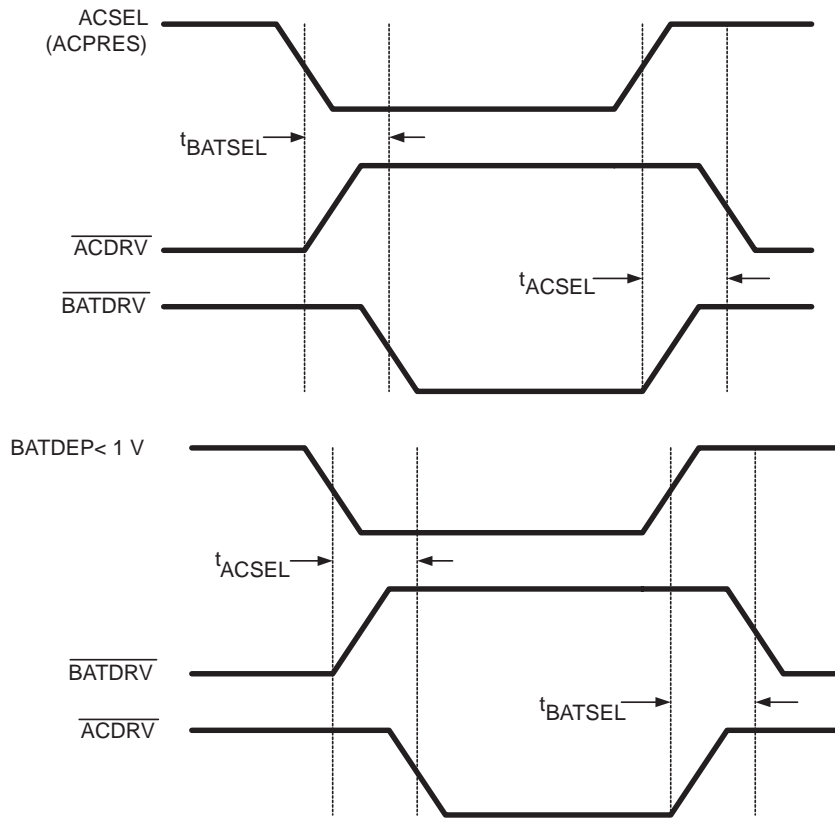 ACSEL
(ACPRES)
tBATSEL
ACDRV
tACSEL
BATDRV
BATDEP< 1 V
tACSEL
BATDRV
tBATSEL
ACDRV